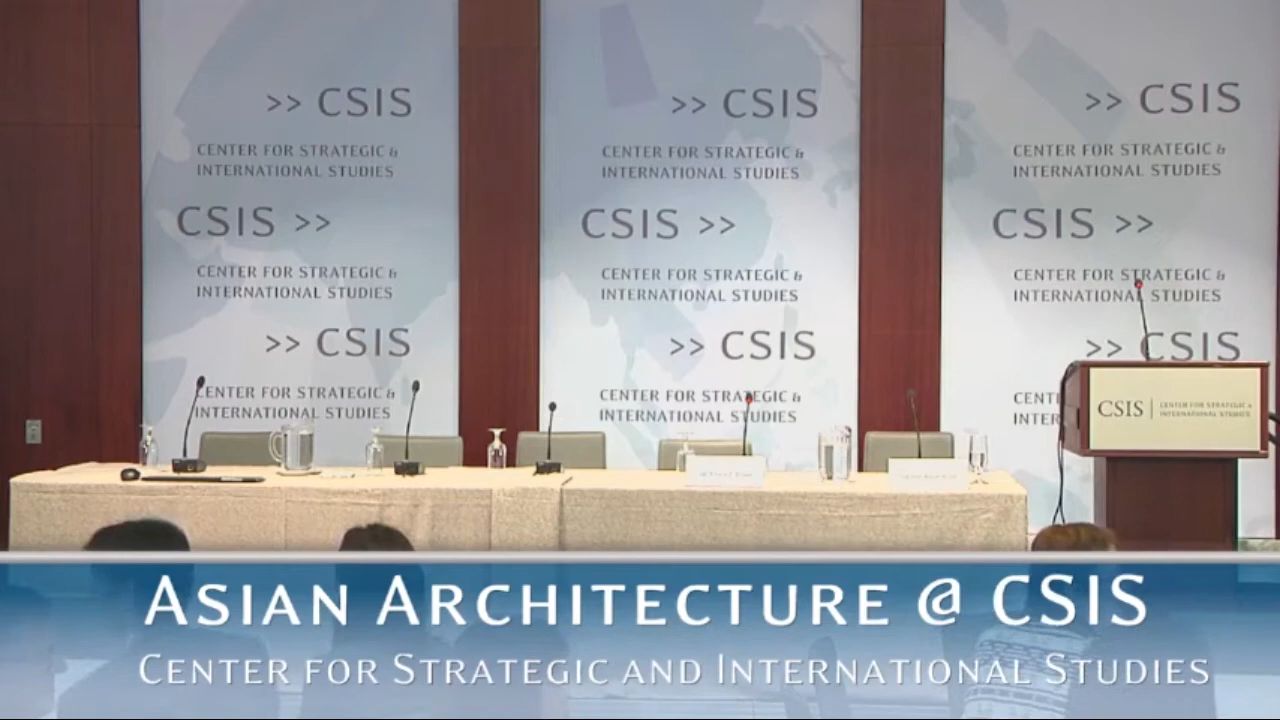 >> CSIS
CENTER FOR STRATEGIC &
INTERNATIONAL STUDIES
CSIS >>
CENTER FOR STRATEGIC &
INTERNATIONAL STUDIES
>> CSIS
CENTER FOR STRATEGIC &
INTERNATIONAL STUDIES
>> CSIS
CENTER FOR STRATEGIC &
INTERNATIONAL STUDIES
CSIS >>
CENTER FOR STRATEGIC &
INTERNATIONAL STUDIES
>> CSIS
CENTER FOR STRATEGIC &
INTERNATIONAL STUDIES
>> CSIS
CENTER FOR STRATEGIC &
INTERNATIONAL STUDIES
CSIS >>
CENTER FOR STRATEGIC &
INTERNATIONAL STUDIES
>> CSIS
CENT
INTER
CSIS | CENTER FOR STRATEGIC &
INTERNATIONAL STUDIES
ASIAN ARCHITECTURE @ CSIS
CENTER FOR STRATEGIC AND INTERNATIONAL STUDIES